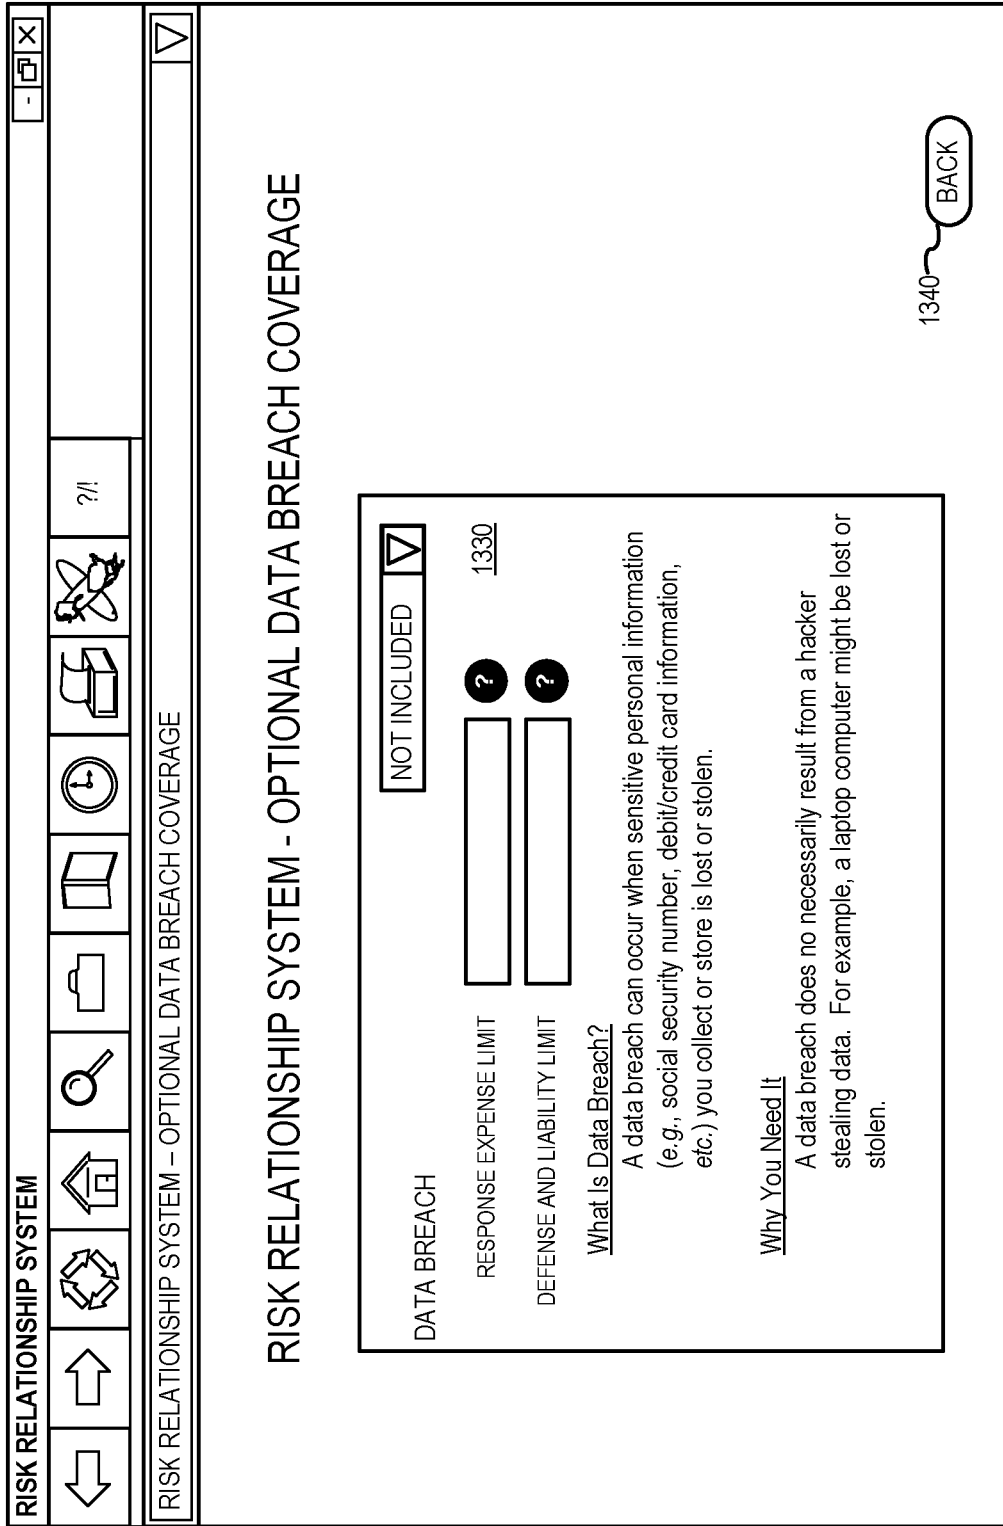 RISK RELATIONSHIP SYSTEM
- X
?/!
RISK RELATIONSHIP SYSTEM – OPTIONAL DATA BREACH COVERAGE
RISK RELATIONSHIP SYSTEM - OPTIONAL DATA BREACH COVERAGE
DATA BREACH NOT INCLUDED
RESPONSE EXPENSE LIMIT ? 1330
DEFENSE AND LIABILITY LIMIT ?
What Is Data Breach?
A data breach can occur when sensitive personal information
(e.g., social security number, debit/credit card information,
etc.) you collect or store is lost or stolen.
Why You Need It
A data breach does no necessarily result from a hacker
stealing data. For example, a laptop computer might be lost or
stolen.
1340 BACK